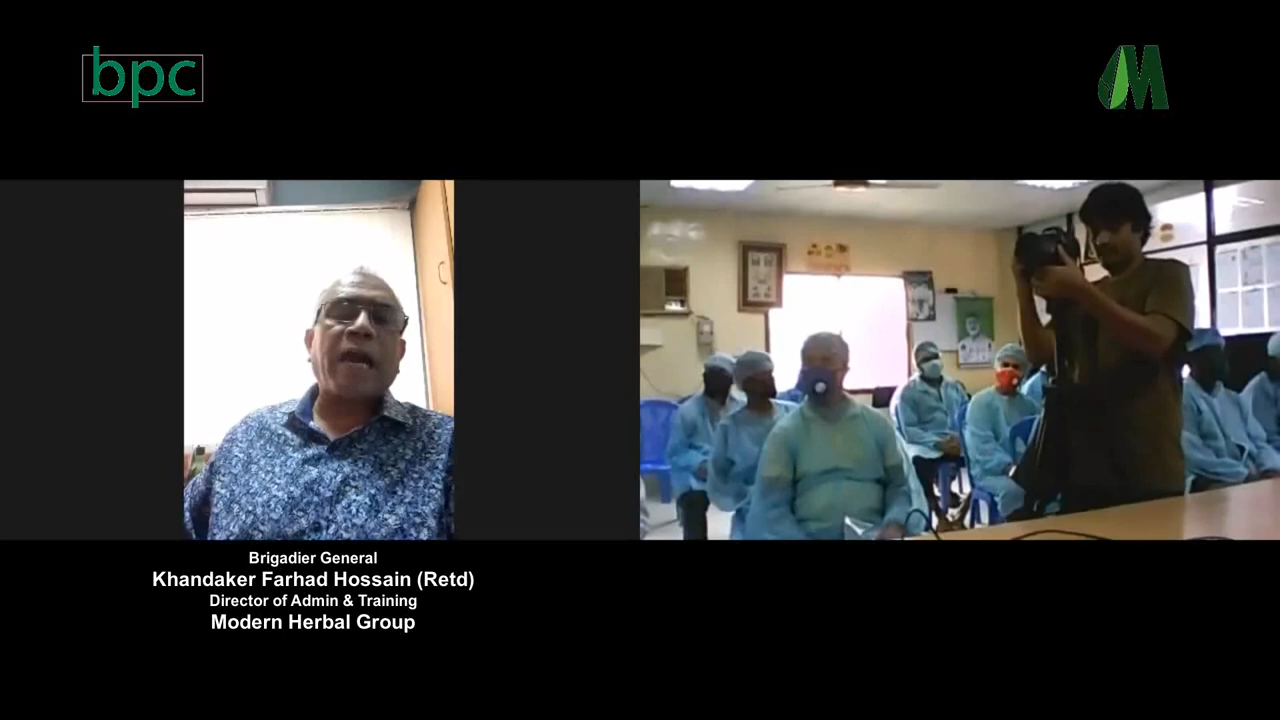 bpc
M
Brigadier General
Khandaker Farhad Hossain (Retd)
Director of Admin & Training
Modern Herbal Group